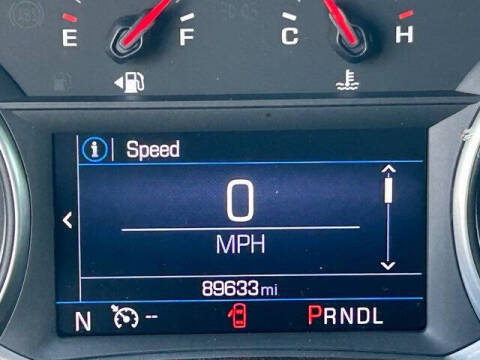 E F C H
i Speed
0
MPH
89633 mi
N -- PRNDL